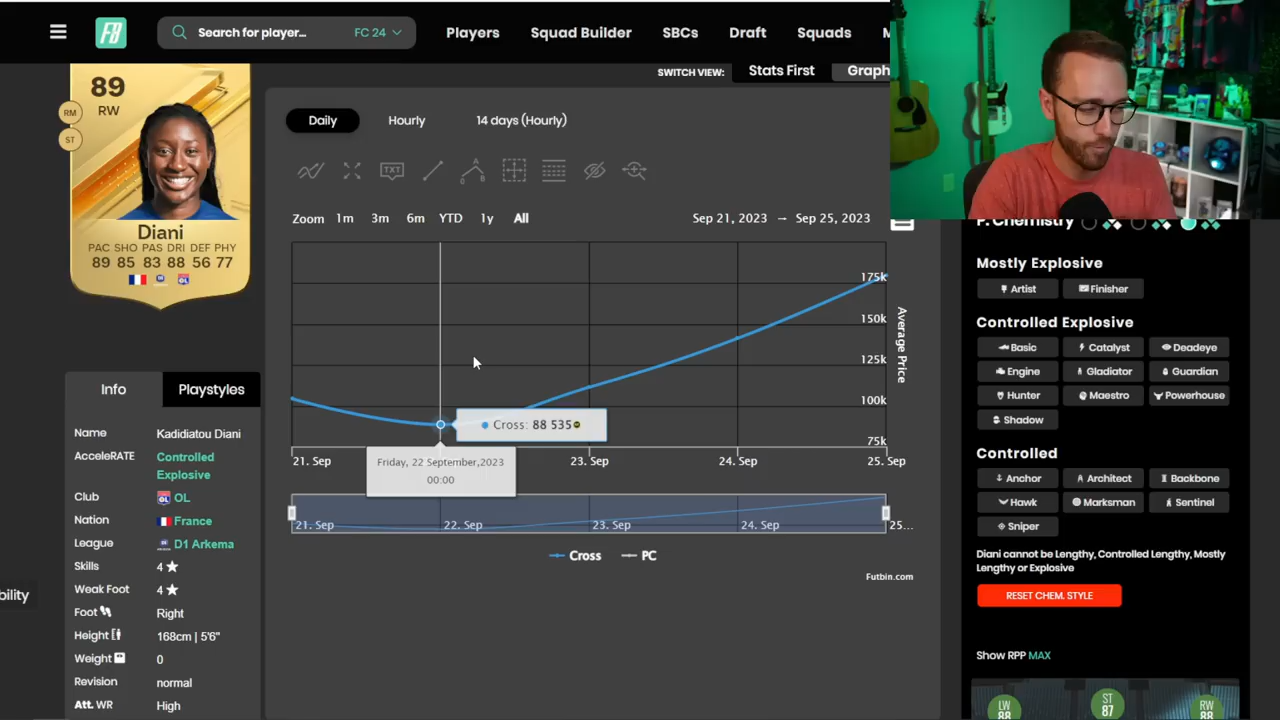 FB
Search for player...
FC 24
Players
Squad Builder
SBCs
Draft
Squads
SWITCH VIEW:
Stats First
Graph
89
RW
RM
ST
Diani
PAC SHO PAS DRI DEF PHY
89 85 83 88 56 77
Daily
Hourly
14 days (Hourly)
TXT
Zoom 1m 3m 6m YTD 1y All
Sep 21, 2023 → Sep 25, 2023
175k
150k
125k
100k
75k
Average Price
Cross: 88 535
Friday, 22 September,2023
00:00
21. Sep
23. Sep
24. Sep
25. Sep
21. Sep
22. Sep
23. Sep
24. Sep
25...
Cross
PC
Futbin.com
Info
Playstyles
Name Kadidiatou Diani
AcceleRATE Controlled
Explosive
Club OL
Nation France
League D1 Arkema
Skills 4
Weak Foot 4
Foot Right
Height 168cm | 5'6"
Weight 0
Revision normal
Att. WR High
bility
P. Chemistry
Mostly Explosive
Artist
Finisher
Controlled Explosive
Basic
Catalyst
Deadeye
Engine
Gladiator
Guardian
Hunter
Maestro
Powerhouse
Shadow
Controlled
Anchor
Architect
Backbone
Hawk
Marksman
Sentinel
Sniper
Diani cannot be Lengthy, Controlled Lengthy, Mostly
Lengthy or Explosive
RESET CHEM. STYLE
Show RPP MAX
LW
88
ST
87
RW
88